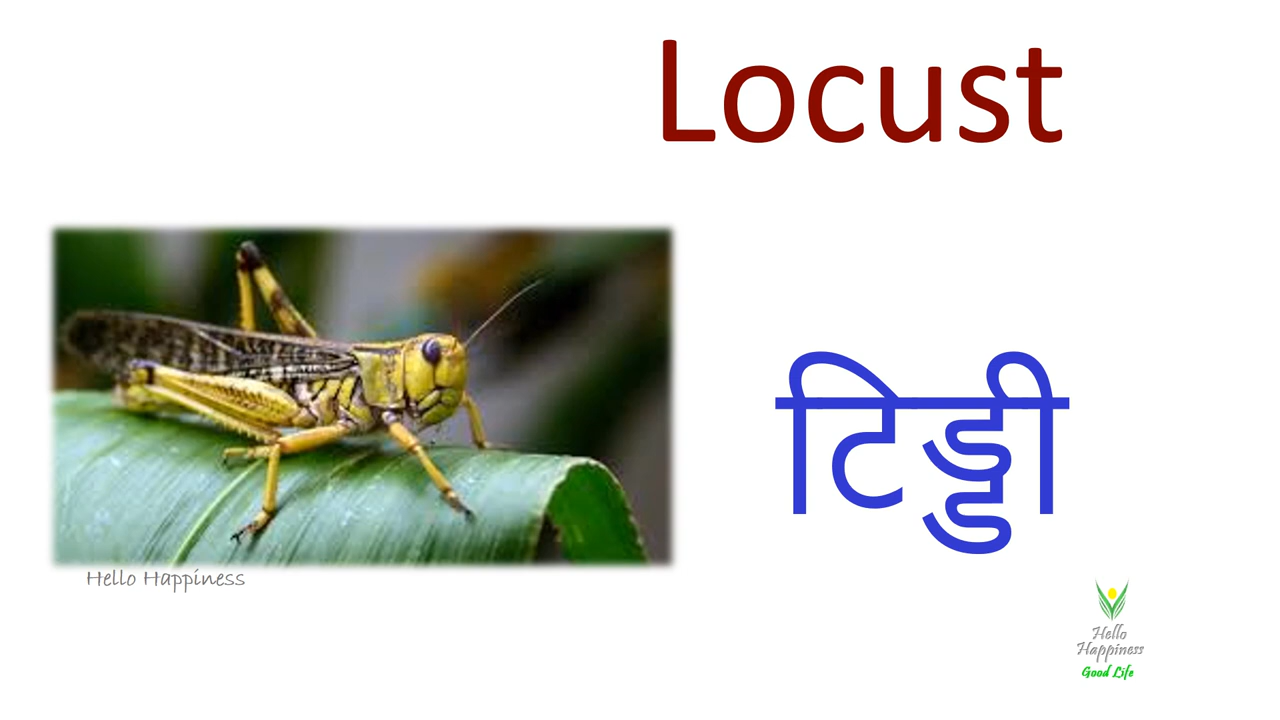 Locust
टिड्डी
Hello Happiness
Hello
Happiness
Good Life